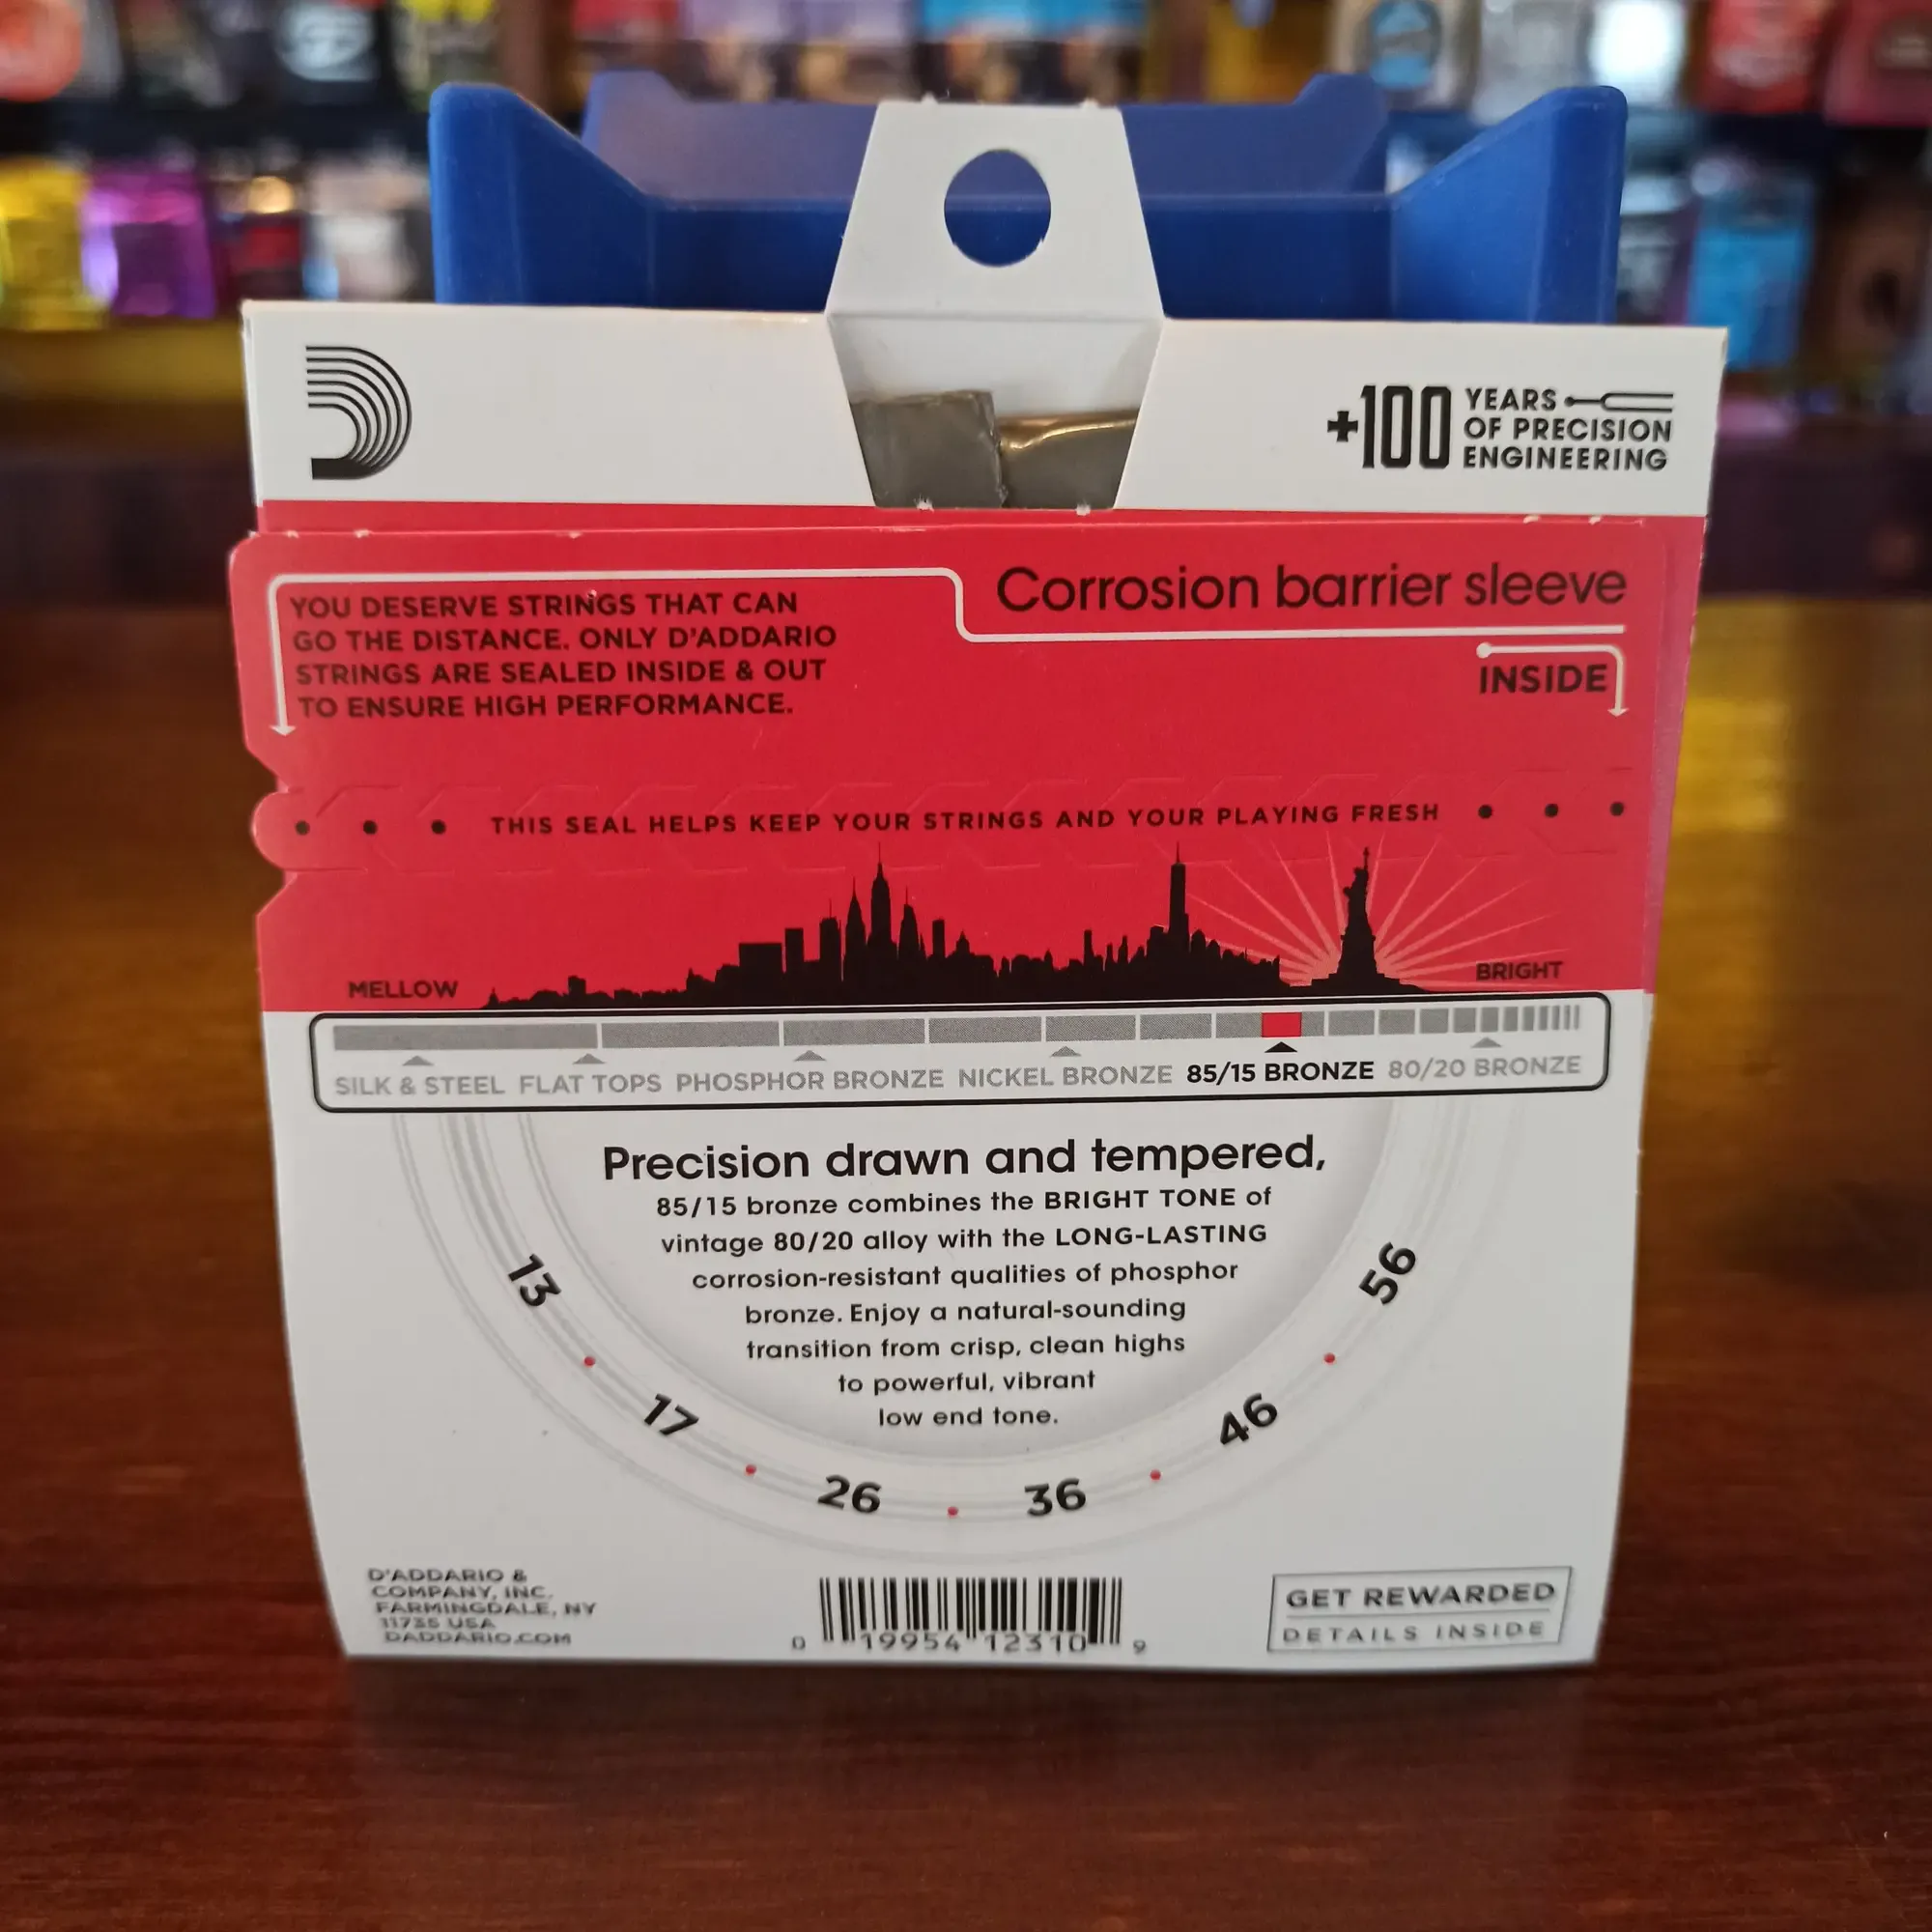 +100 YEARS
OF PRECISION
ENGINEERING
YOU DESERVE STRINGS THAT CAN
GO THE DISTANCE. ONLY D'ADDARIO
STRINGS ARE SEALED INSIDE & OUT
TO ENSURE HIGH PERFORMANCE.
Corrosion barrier sleeve
INSIDE
• • • THIS SEAL HELPS KEEP YOUR STRINGS AND YOUR PLAYING FRESH • • •
MELLOW
BRIGHT
SILK & STEEL FLAT TOPS PHOSPHOR BRONZE NICKEL BRONZE 85/15 BRONZE 80/20 BRONZE
Precision drawn and tempered,
85/15 bronze combines the BRIGHT TONE of
vintage 80/20 alloy with the LONG-LASTING
corrosion-resistant qualities of phosphor
bronze. Enjoy a natural-sounding
transition from crisp, clean highs
to powerful, vibrant
low end tone.
13 • 17 • 26 • 36 • 46 • 56
D'ADDARIO &
COMPANY, INC.
FARMINGDALE, NY
11735 USA
DADDARIO.COM
0 19954 12310 9
GET REWARDED
DETAILS INSIDE